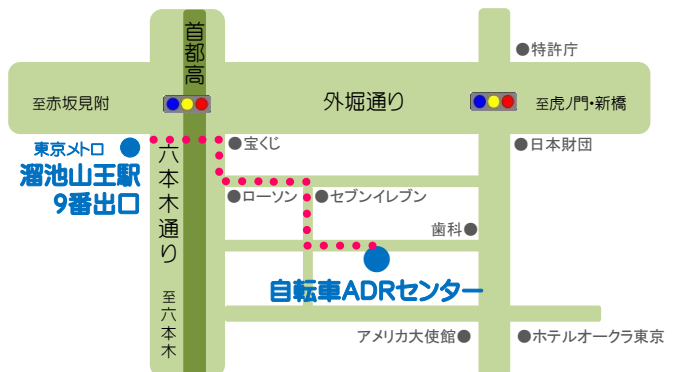 首都高
●特許庁
至赤坂見附
外堀通り
至虎ノ門・新橋
東京メトロ
溜池山王駅
9番出口
●宝くじ
●日本財団
六本木通り
●ローソン
●セブンイレブン
歯科●
自転車ADRセンター
至六本木
アメリカ大使館●
●ホテルオークラ東京